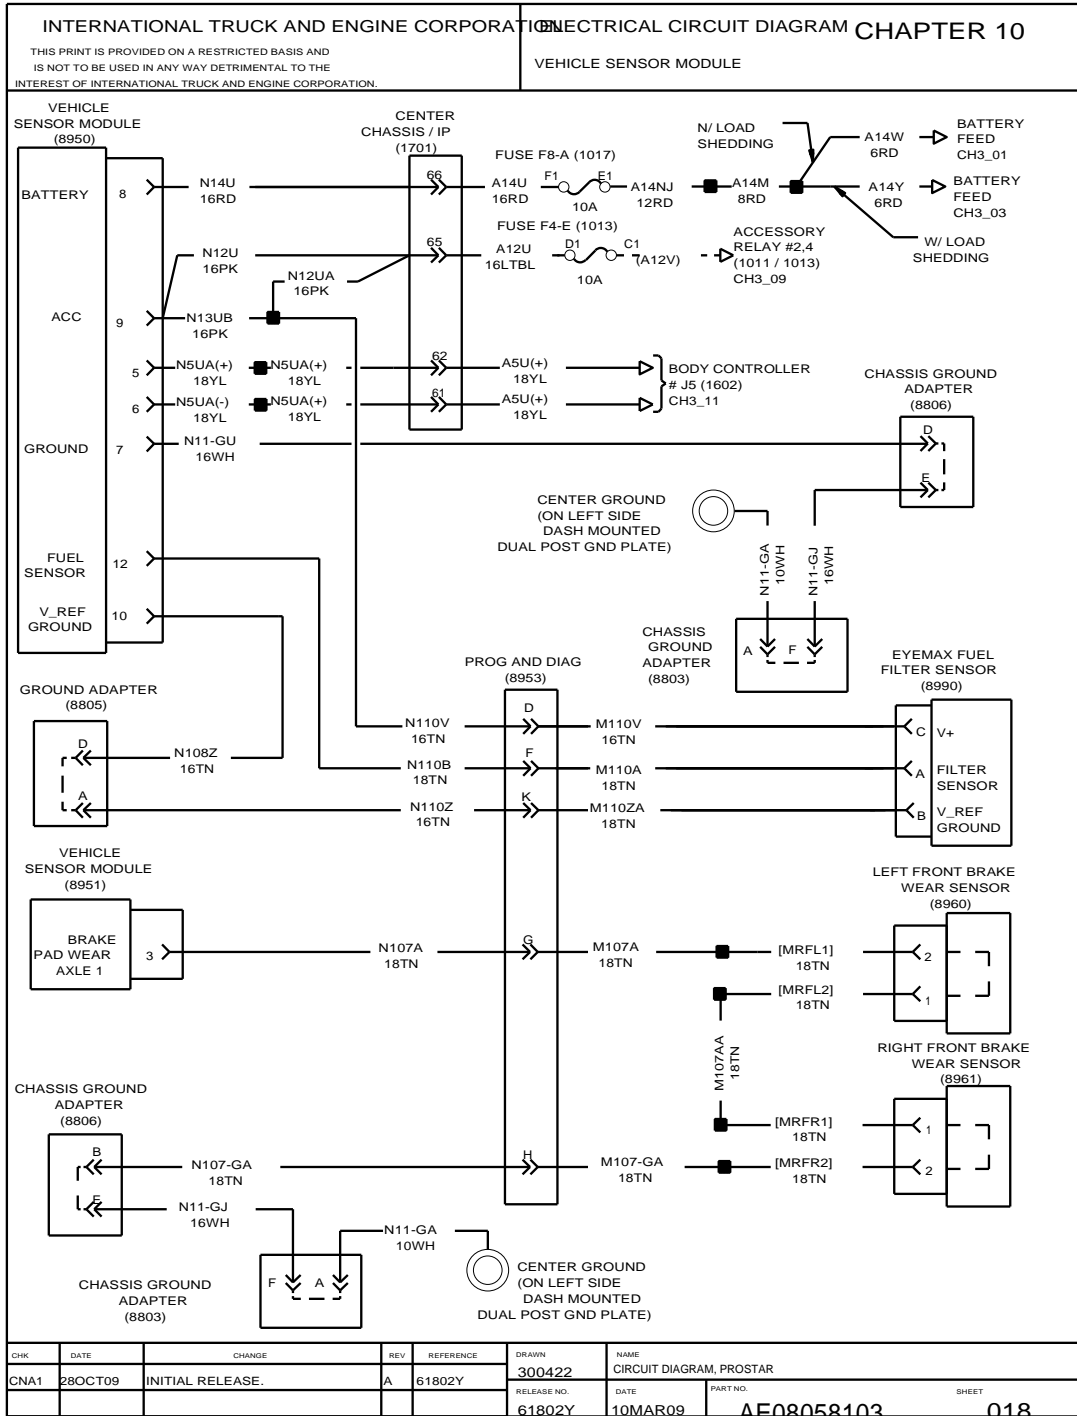 INTERNATIONAL TRUCK AND ENGINE CORPORATION
ELECTRICAL CIRCUIT DIAGRAM
CHAPTER 10
THIS PRINT IS PROVIDED ON A RESTRICTED BASIS AND
IS NOT TO BE USED IN ANY WAY DETRIMENTAL TO THE
INTEREST OF INTERNATIONAL TRUCK AND ENGINE CORPORATION.
VEHICLE SENSOR MODULE
VEHICLE
SENSOR MODULE
(8950)
CENTER
CHASSIS / IP
(1701)
BATTERY
8
N14U
16RD
66
A14U
16RD
FUSE F8-A (1017)
F1
E1
10A
A14NJ
12RD
A14M
8RD
N/ LOAD
SHEDDING
A14W
6RD
BATTERY
FEED
CH3_01
A14Y
6RD
BATTERY
FEED
CH3_03
W/ LOAD
SHEDDING
N12U
16PK
65
A12U
16LTBL
FUSE F4-E (1013)
D1
C1
10A
(A12V)
ACCESSORY
RELAY #2,4
(1011 / 1013)
CH3_09
N12UA
16PK
ACC
9
N13UB
16PK
5
N5UA(+)
18YL
N5UA(+)
18YL
62
A5U(+)
18YL
6
N5UA(-)
18YL
N5UA(+)
18YL
61
A5U(+)
18YL
BODY CONTROLLER
# J5 (1602)
CH3_11
CHASSIS GROUND
ADAPTER
(8806)
GROUND
7
N11-GU
16WH
D
E
CENTER GROUND
(ON LEFT SIDE
DASH MOUNTED
DUAL POST GND PLATE)
N11-GA
10WH
N11-GJ
16WH
FUEL
SENSOR
12
V_REF
GROUND
10
CHASSIS
GROUND
ADAPTER
(8803)
A
F
GROUND ADAPTER
(8805)
PROG AND DIAG
(8953)
EYEMAX FUEL
FILTER SENSOR
(8990)
D
N108Z
16TN
A
N110V
16TN
D
M110V
16TN
C
V+
N110B
18TN
F
M110A
18TN
A
FILTER
SENSOR
N110Z
16TN
K
M110ZA
18TN
B
V_REF
GROUND
VEHICLE
SENSOR MODULE
(8951)
LEFT FRONT BRAKE
WEAR SENSOR
(8960)
BRAKE
PAD WEAR
AXLE 1
3
N107A
18TN
G
M107A
18TN
[MRFL1]
18TN
2
[MRFL2]
18TN
1
M107AA
18TN
RIGHT FRONT BRAKE
WEAR SENSOR
(8961)
[MRFR1]
18TN
1
CHASSIS GROUND
ADAPTER
(8806)
B
N107-GA
18TN
H
M107-GA
18TN
[MRFR2]
18TN
2
E
N11-GJ
16WH
N11-GA
10WH
F
A
CHASSIS GROUND
ADAPTER
(8803)
CENTER GROUND
(ON LEFT SIDE
DASH MOUNTED
DUAL POST GND PLATE)
CHK
DATE
CHANGE
REV
REFERENCE
DRAWN
300422
NAME
CIRCUIT DIAGRAM, PROSTAR
CNA1
28OCT09
INITIAL RELEASE.
A
61802Y
RELEASE NO.
61802Y
DATE
10MAR09
PART NO.
AE08058103
SHEET
018